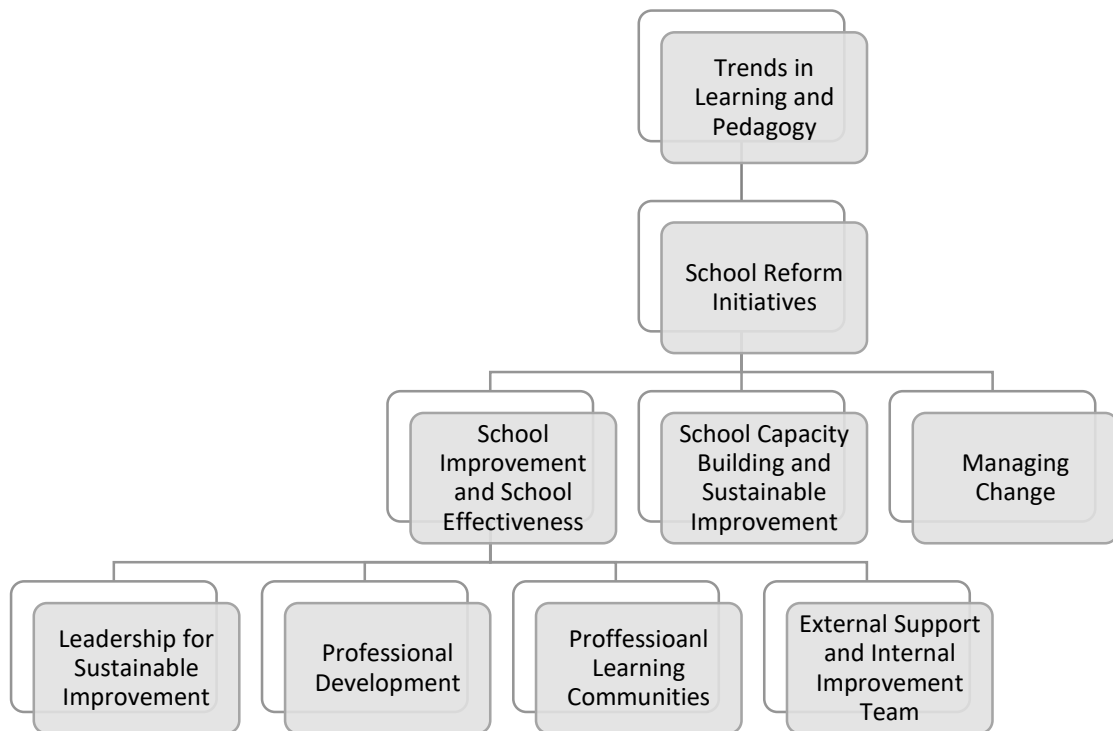 Trends in
Learning and
Pedagogy
School Reform
Initiatives
School
Improvement
and School
Effectiveness
School Capacity
Building and
Sustainable
Improvement
Managing
Change
Leadership for
Sustainable
Improvement
Professional
Development
Proffessioanl
Learning
Communities
External Support
and Internal
Improvement
Team